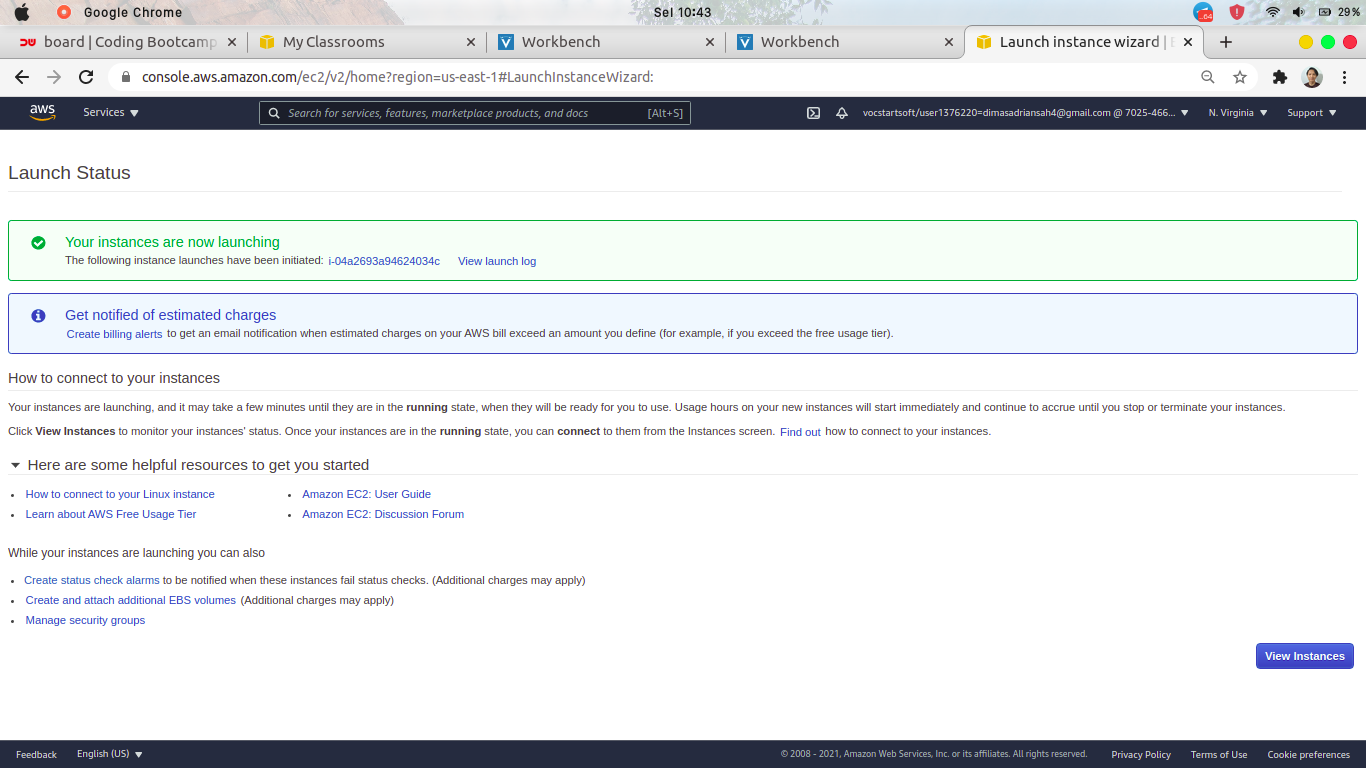 Google Chrome
Sel 10:43
29%
board | Coding Bootcamp
My Classrooms
Workbench
Workbench
Launch instance wizard |
console.aws.amazon.com/ec2/v2/home?region=us-east-1#LaunchInstanceWizard:
aws
Services
Search for services, features, marketplace products, and docs
[Alt+S]
vocstartsoft/user1376220=dimasadriansah4@gmail.com @ 7025-466...
N. Virginia
Support
Launch Status
Your instances are now launching
The following instance launches have been initiated: i-04a2693a94624034c View launch log
Get notified of estimated charges
Create billing alerts to get an email notification when estimated charges on your AWS bill exceed an amount you define (for example, if you exceed the free usage tier).
How to connect to your instances
Your instances are launching, and it may take a few minutes until they are in the running state, when they will be ready for you to use. Usage hours on your new instances will start immediately and continue to accrue until you stop or terminate your instances.
Click View Instances to monitor your instances' status. Once your instances are in the running state, you can connect to them from the Instances screen. Find out how to connect to your instances.
Here are some helpful resources to get you started
How to connect to your Linux instance
Amazon EC2: User Guide
Learn about AWS Free Usage Tier
Amazon EC2: Discussion Forum
While your instances are launching you can also
Create status check alarms to be notified when these instances fail status checks. (Additional charges may apply)
Create and attach additional EBS volumes (Additional charges may apply)
Manage security groups
View Instances
Feedback
English (US)
© 2008 - 2021, Amazon Web Services, Inc. or its affiliates. All rights reserved.
Privacy Policy
Terms of Use
Cookie preferences